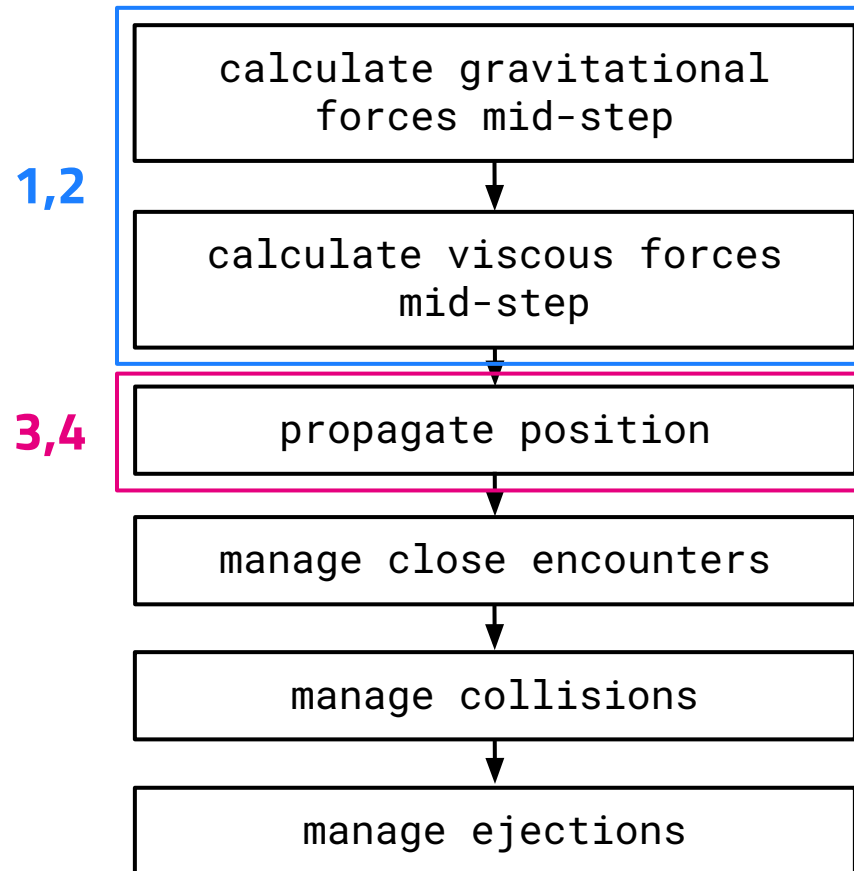 calculate gravitational
forces mid-step
1,2
calculate viscous forces
mid-step
3,4
propagate position
manage close encounters
manage collisions
manage ejections